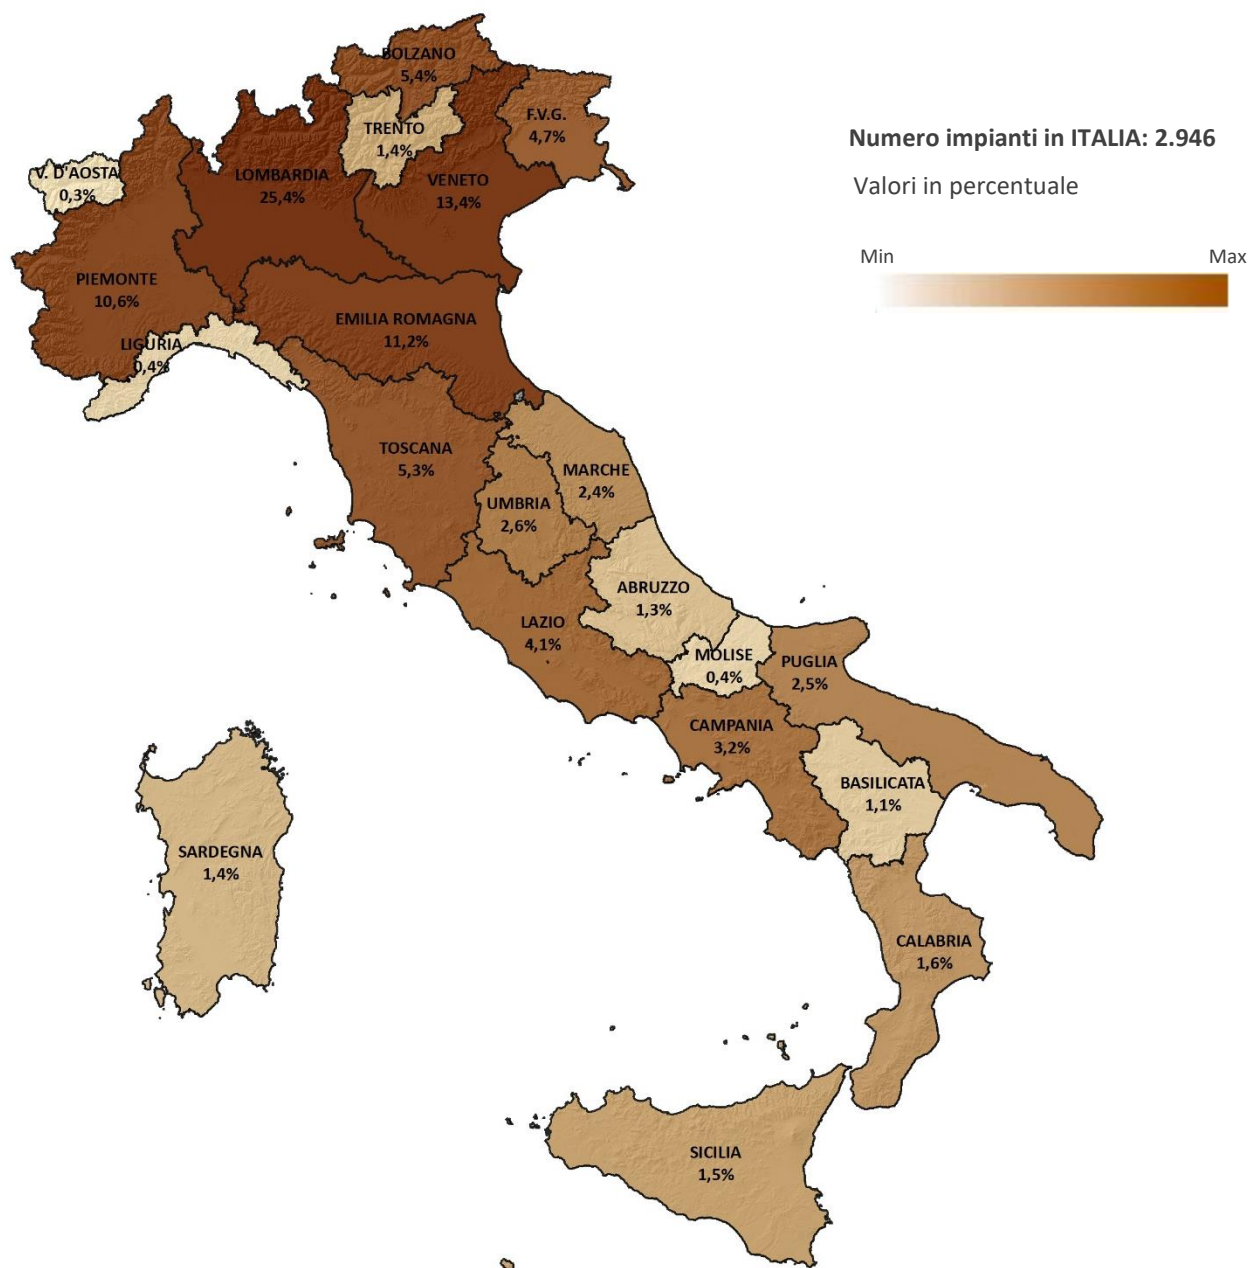 BOLZANO
5,4%
F.V.G.
4,7%
TRENTO
1,4%
V. D'AOSTA
0,3%
LOMBARDIA
25,4%
VENETO
13,4%
Numero impianti in ITALIA: 2.946
Valori in percentuale
Min
Max
PIEMONTE
10,6%
EMILIA ROMAGNA
11,2%
LIGURIA
0,4%
TOSCANA
5,3%
MARCHE
2,4%
UMBRIA
2,6%
ABRUZZO
1,3%
LAZIO
4,1%
MOLISE
0,4%
PUGLIA
2,5%
CAMPANIA
3,2%
BASILICATA
1,1%
SARDEGNA
1,4%
CALABRIA
1,6%
SICILIA
1,5%